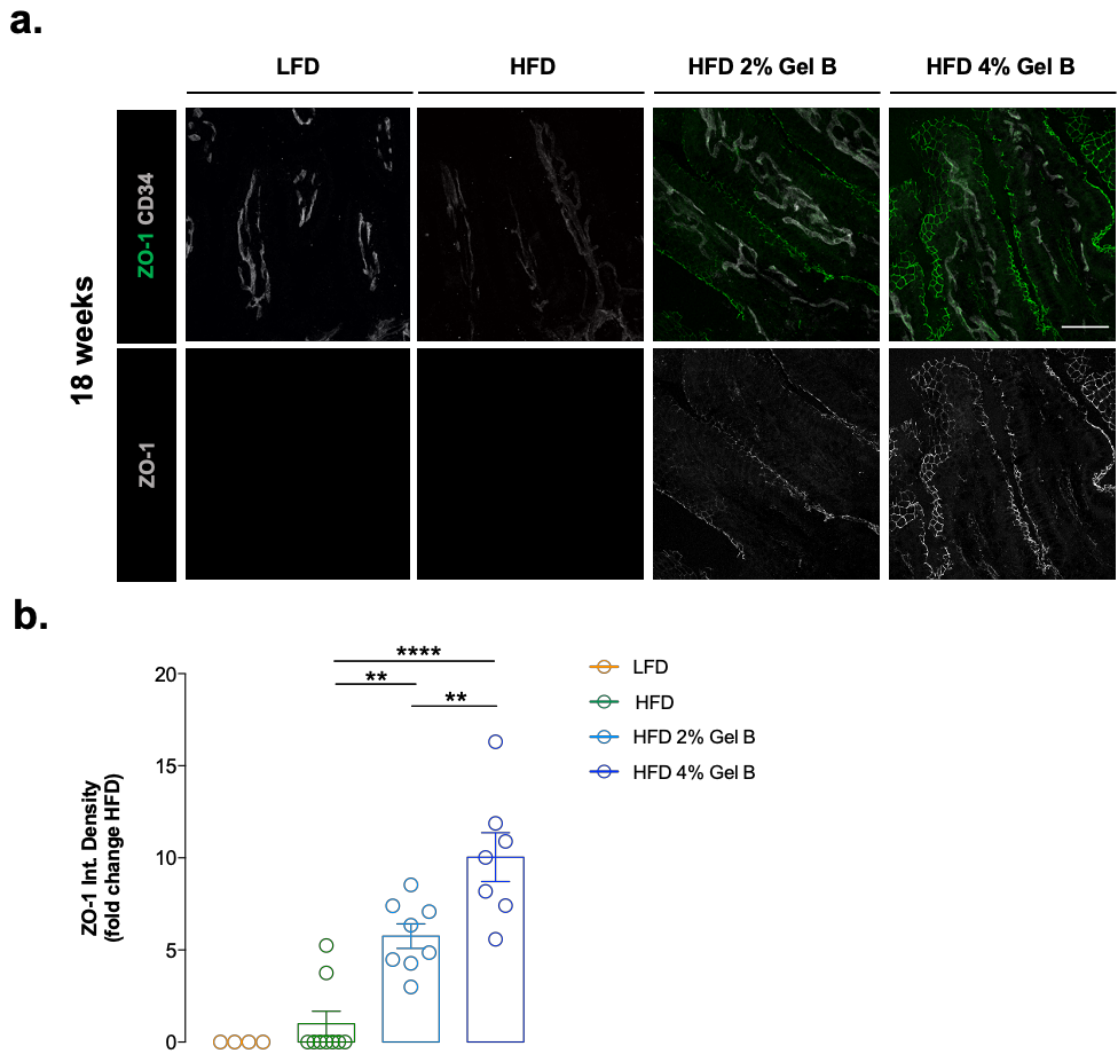 a.
LFD HFD HFD 2% Gel B HFD 4% Gel B
18 weeks
ZO-1 CD34
ZO-1
b.
ZO-1 Int. Density
(fold change HFD)
20
15
10
5
0
****
**
**
LFD
HFD
HFD 2% Gel B
HFD 4% Gel B